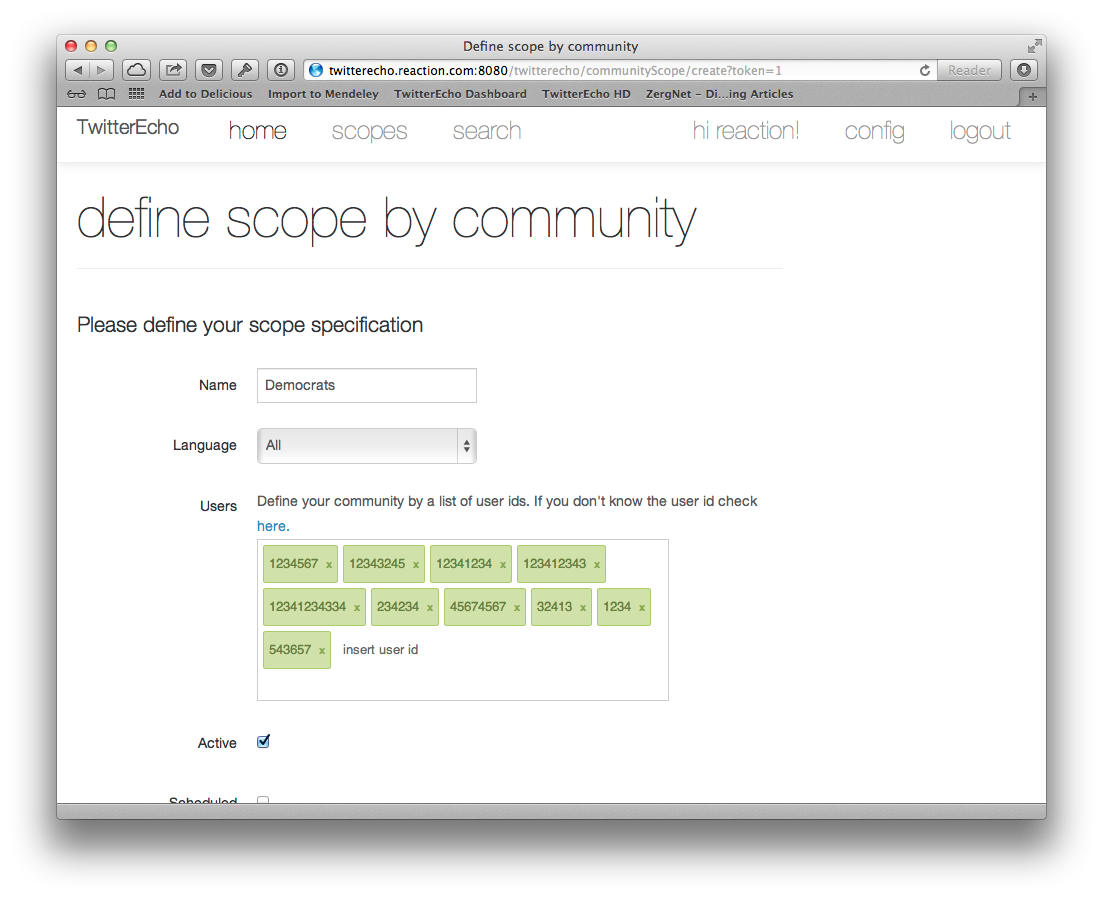 Define scope by community
twitterecho.reaction.com:8080/twitterecho/communityScope/create?token=1 Reader
Add to Delicious Import to Mendeley TwitterEcho Dashboard TwitterEcho HD ZergNet – Di...ing Articles
TwitterEcho home scopes search hi reaction! config logout
define scope by community
Please define your scope specification
Name Democrats
Language All
Users Define your community by a list of user ids. If you don't know the user id check
here.
1234567 x 12343245 x 12341234 x 123412343 x
12341234334 x 234234 x 45674567 x 32413 x 1234 x
543657 x insert user id
Active
Scheduled